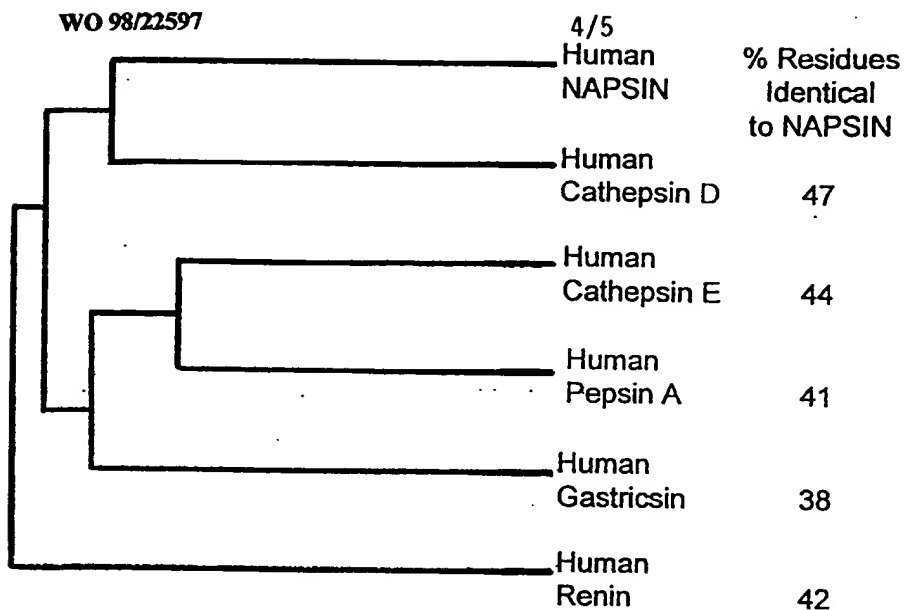 WO 98/22597
4/5
Human
NAPSIN
% Residues
Identical
to NAPSIN
Human
Cathepsin D
47
Human
Cathepsin E
44
Human
Pepsin A
41
Human
Gastricsin
38
Human
Renin
42